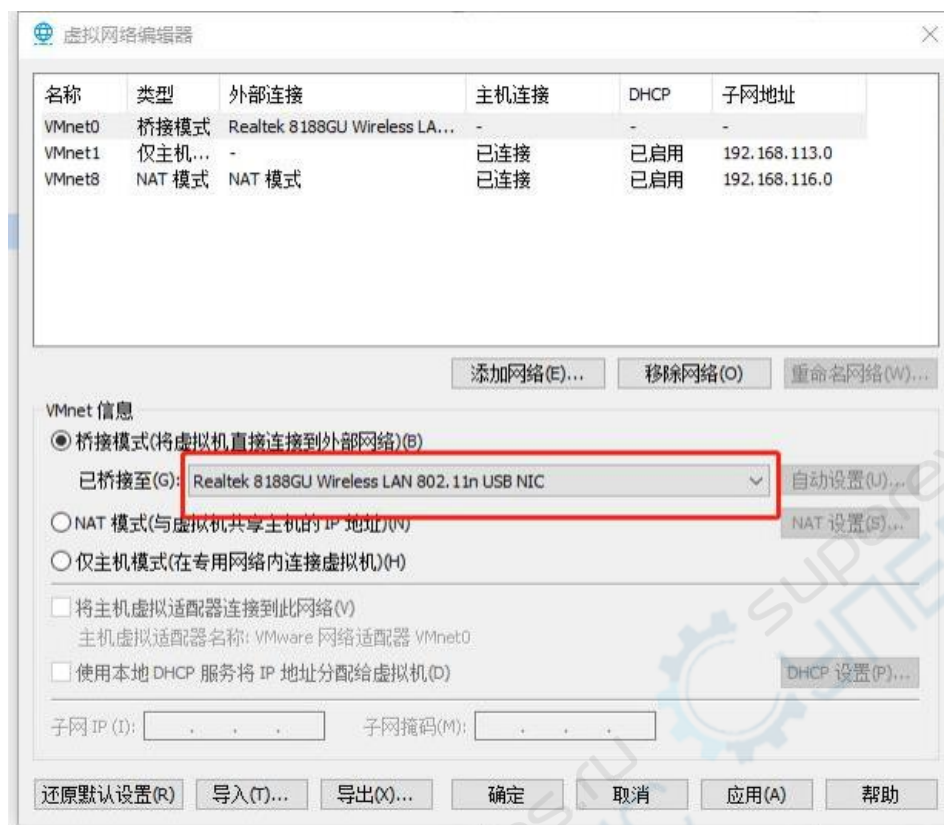 虚拟网络编辑器
名称 类型 外部连接 主机连接 DHCP 子网地址
VMnet0 桥接模式 Realtek 8188GU Wireless LA... - - -
VMnet1 仅主机... - 已连接 已启用 192.168.113.0
VMnet8 NAT 模式 NAT 模式 已连接 已启用 192.168.116.0
添加网络(E)... 移除网络(O) 重命名网络(W)...
VMnet 信息
桥接模式(将虚拟机直接连接到外部网络)(B)
已桥接至(G): Realtek 8188GU Wireless LAN 802.11n USB NIC 自动设置(U)...
NAT 模式(与虚拟机共享主机的 IP 地址)(N) NAT 设置(S)...
仅主机模式(在专用网络内连接虚拟机)(H)
将主机虚拟适配器连接到此网络(V)
主机虚拟适配器名称: VMware 网络适配器 VMnet0
使用本地 DHCP 服务将 IP 地址分配给虚拟机(D) DHCP 设置(P)...
子网 IP (I): . . . 子网掩码(M): . . .
还原默认设置(R) 导入(T)... 导出(X)... 确定 取消 应用(A) 帮助